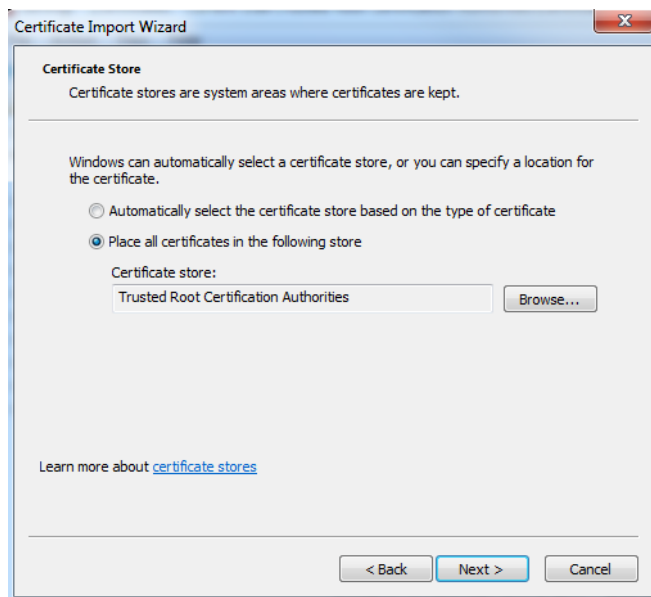 Certificate Import Wizard
Certificate Store
Certificate stores are system areas where certificates are kept.
Windows can automatically select a certificate store, or you can specify a location for
the certificate.
Automatically select the certificate store based on the type of certificate
Place all certificates in the following store
Certificate store:
Trusted Root Certification Authorities
Browse...
Learn more about certificate stores
< Back
Next >
Cancel